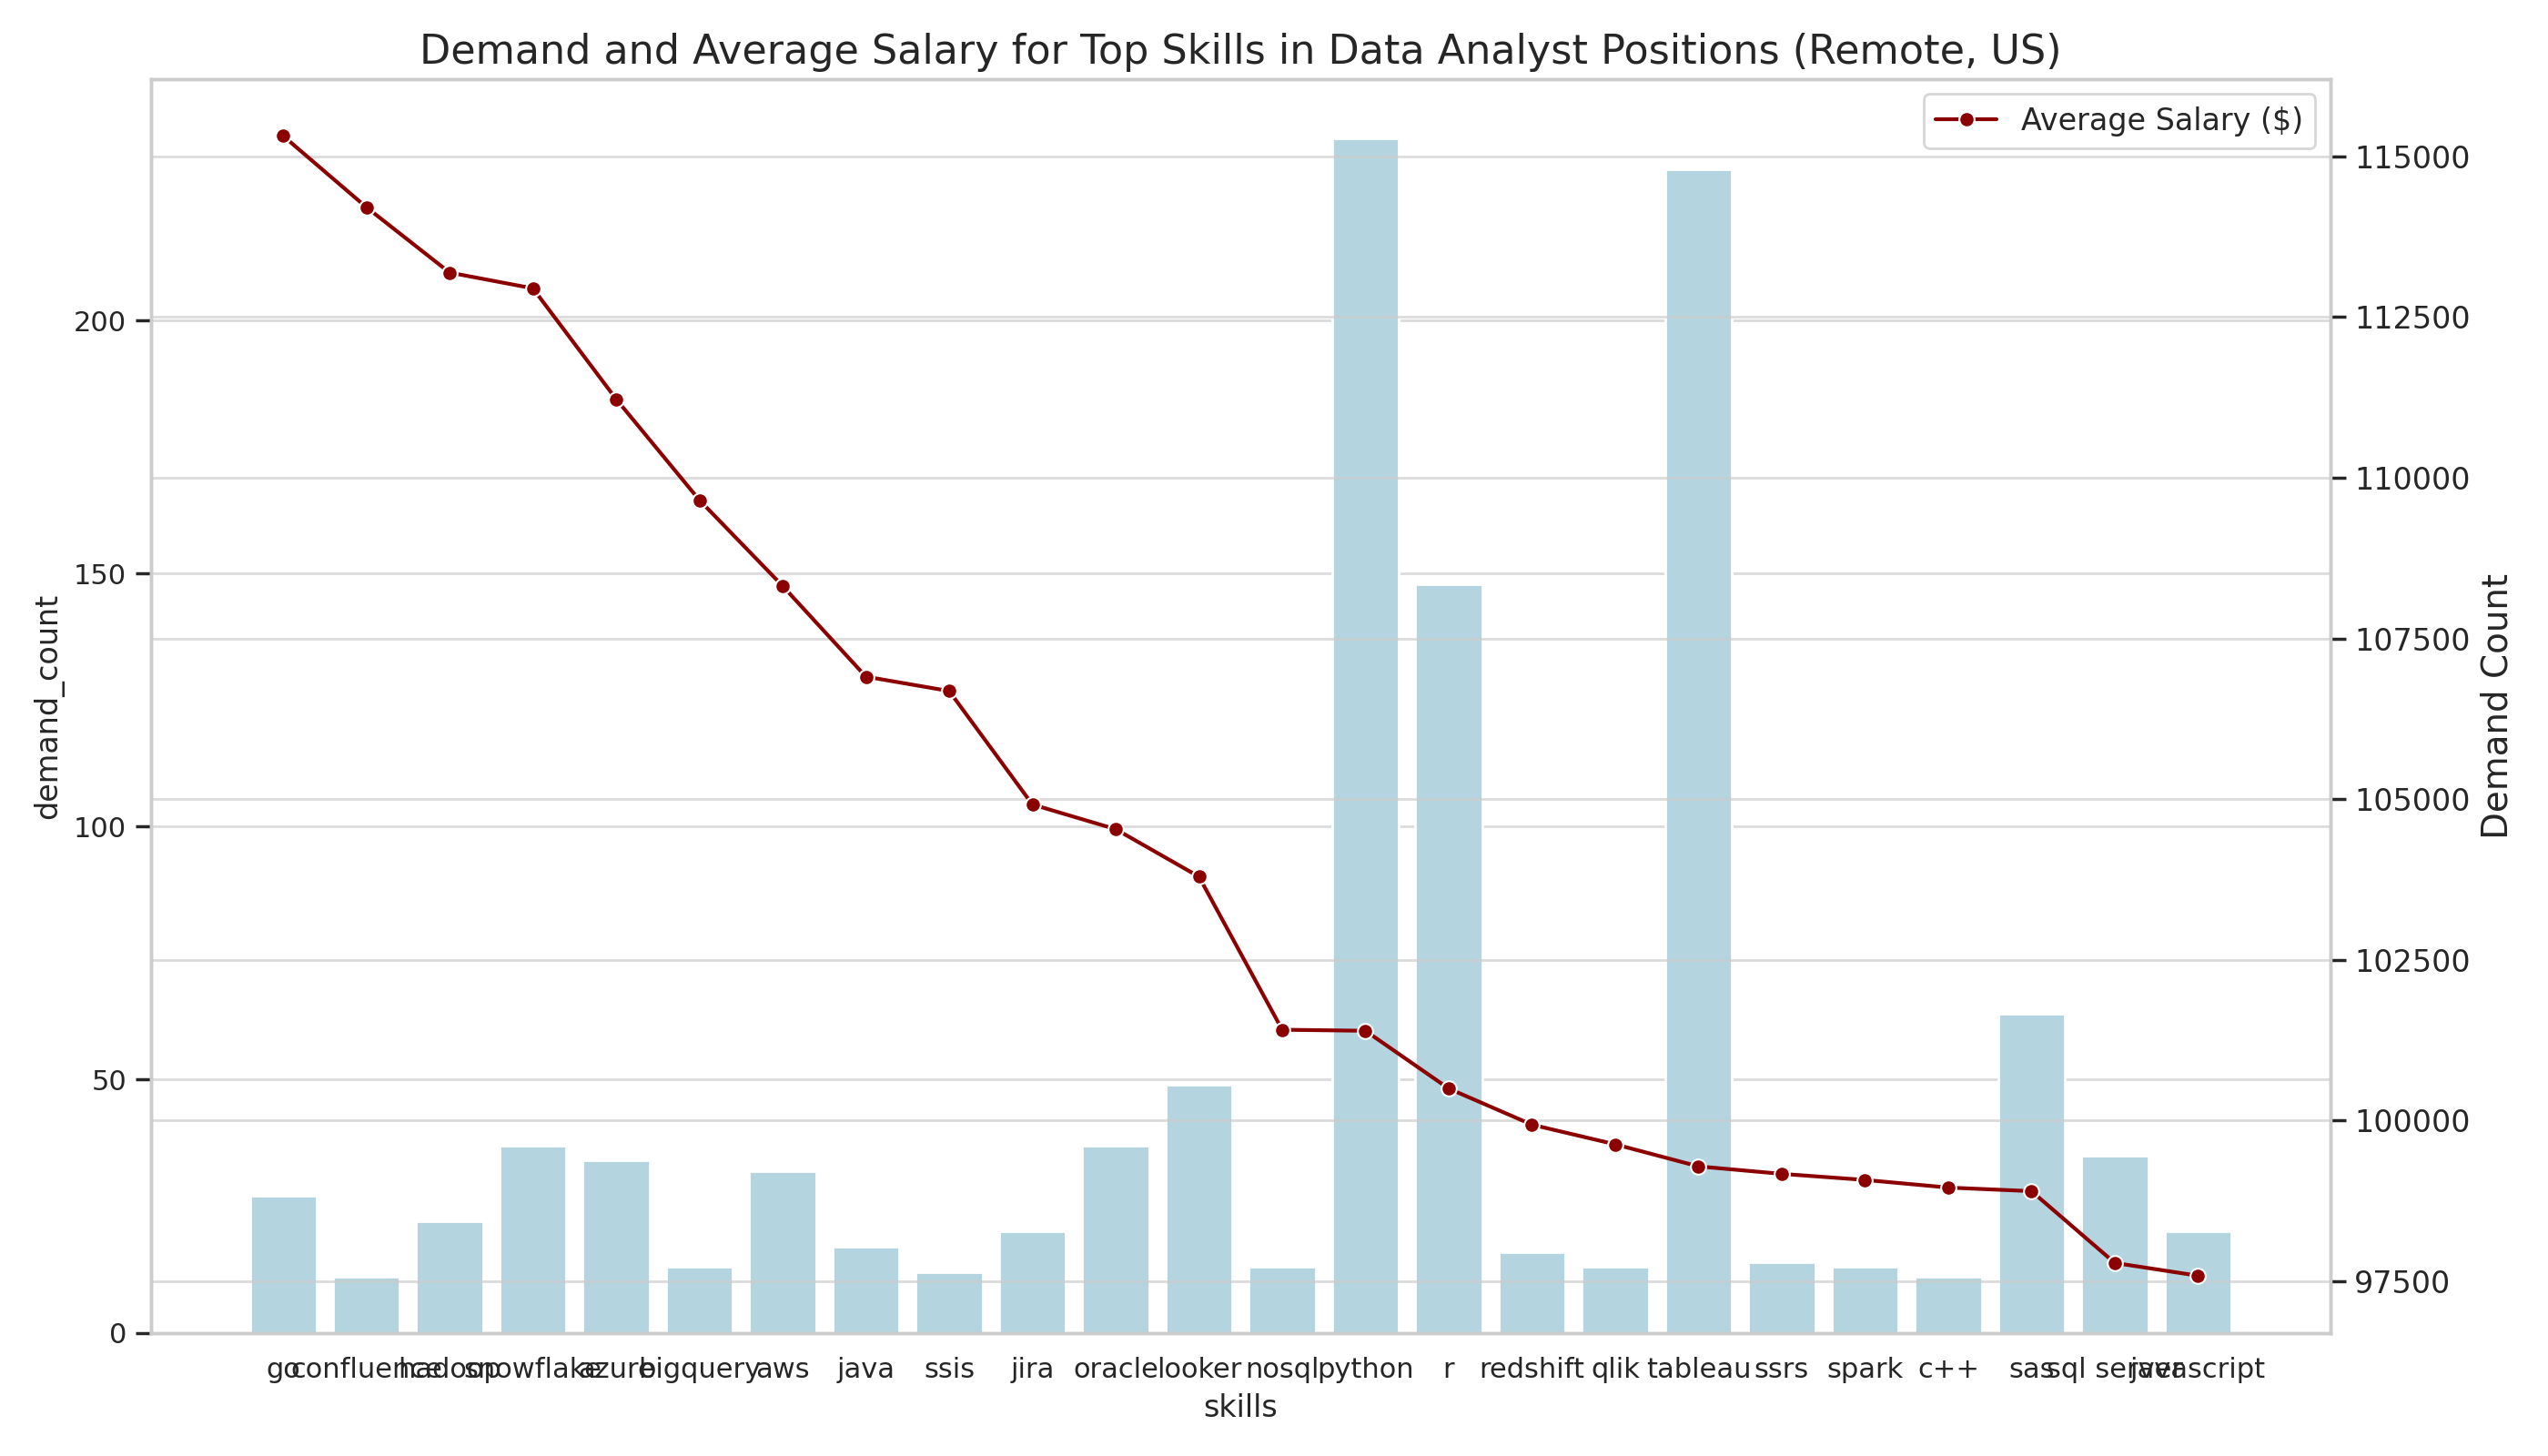 Demand and Average Salary for Top Skills in Data Analyst Positions (Remote, US)
Average Salary ($)
demand_count
200
150
100
50
0
115000
112500
110000
107500
105000
102500
100000
97500
Demand Count
go confluence hadoop snowflake azure bigquery aws java ssis jira oracle looker nosql python r redshift qlik tableau ssrs spark c++ sas sql server javascript
skills